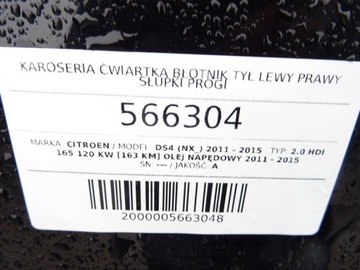 KAROSERIA ĆWIARTKA BŁOTNIK TYŁ LEWY PRAWY
SŁUPKI PROGI
566304
MARKA CITROEN / MODEL DS4 (NX_) 2011 - 2015 TYP: 2.0 HDI
165 120 KW [163 KM] OLEJ NAPĘDOWY 2011 - 2015
SN: --- / JAKOŚĆ: A
2000005663048